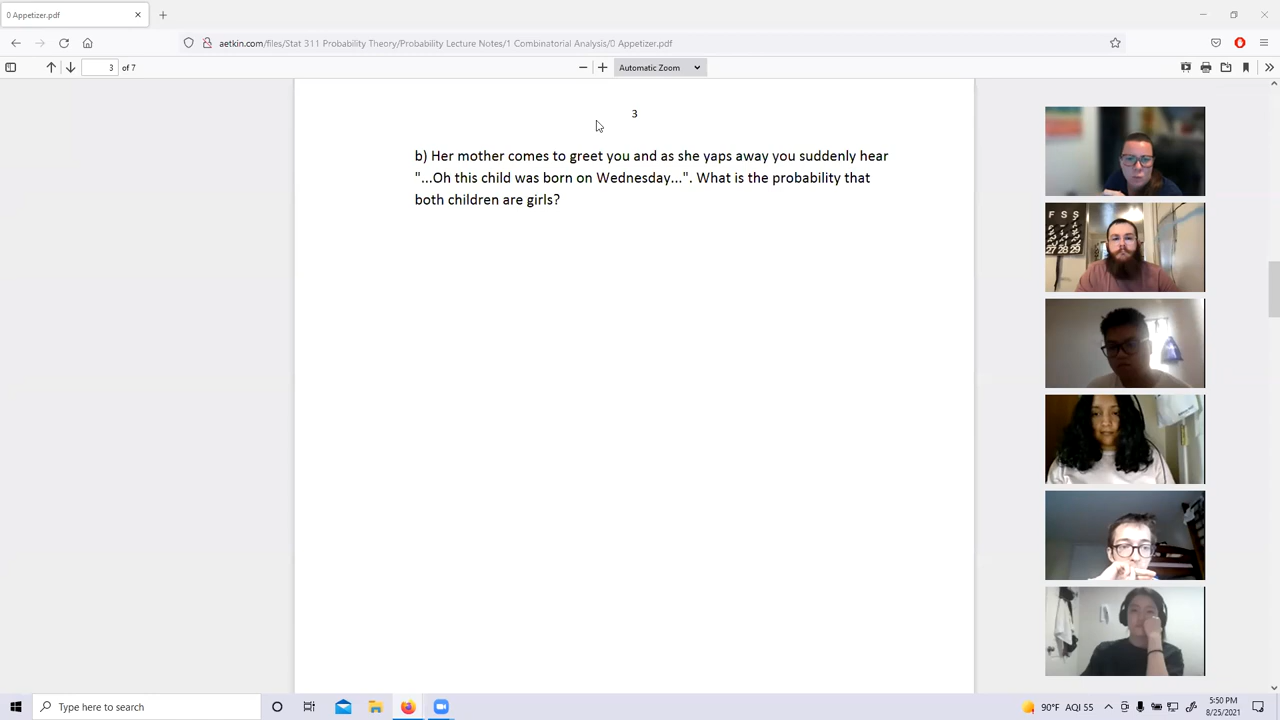 0 Appetizer.pdf
aetkin.com/files/Stat 311 Probability Theory/Probability Lecture Notes/1 Combinatorial Analysis/0 Appetizer.pdf
3 of 7
Automatic Zoom
3
b) Her mother comes to greet you and as she yaps away you suddenly hear
"...Oh this child was born on Wednesday...". What is the probability that
both children are girls?
F S S
27 28 29
Type here to search
90°F AQI 55
5:50 PM
8/25/2021